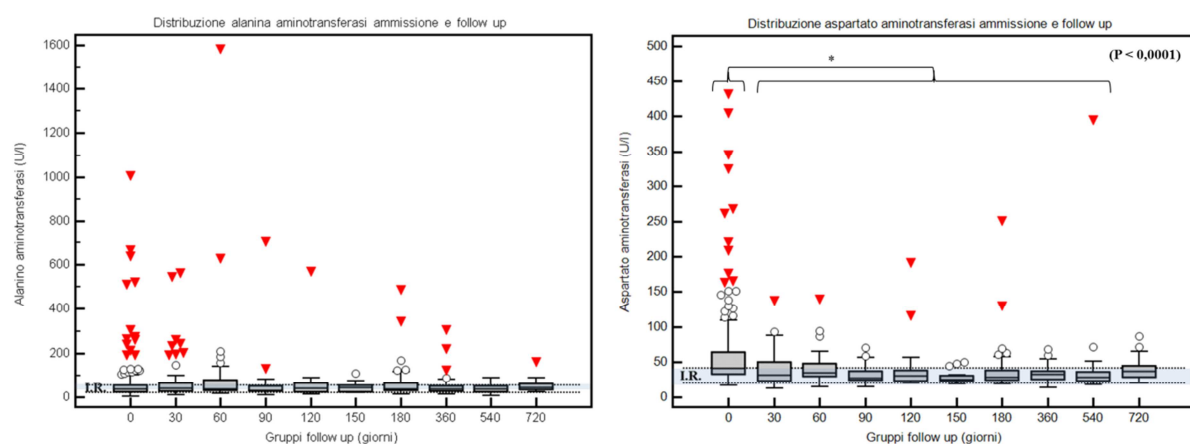 Distribuzione alanina aminotransferasi ammissione e follow up
1600
1400
1200
1000
800
600
400
200
0
Alanino aminotransferasi (U/l)
I.R.
0 30 60 90 120 150 180 360 540 720
Gruppi follow up (giorni)
Distribuzione aspartato aminotransferasi ammissione e follow up
500
450
400
350
300
250
200
150
100
50
0
Aspartato aminotransferasi (U/l)
(P < 0,0001)
*
I.R.
0 30 60 90 120 150 180 360 540 720
Gruppi follow up (giorni)